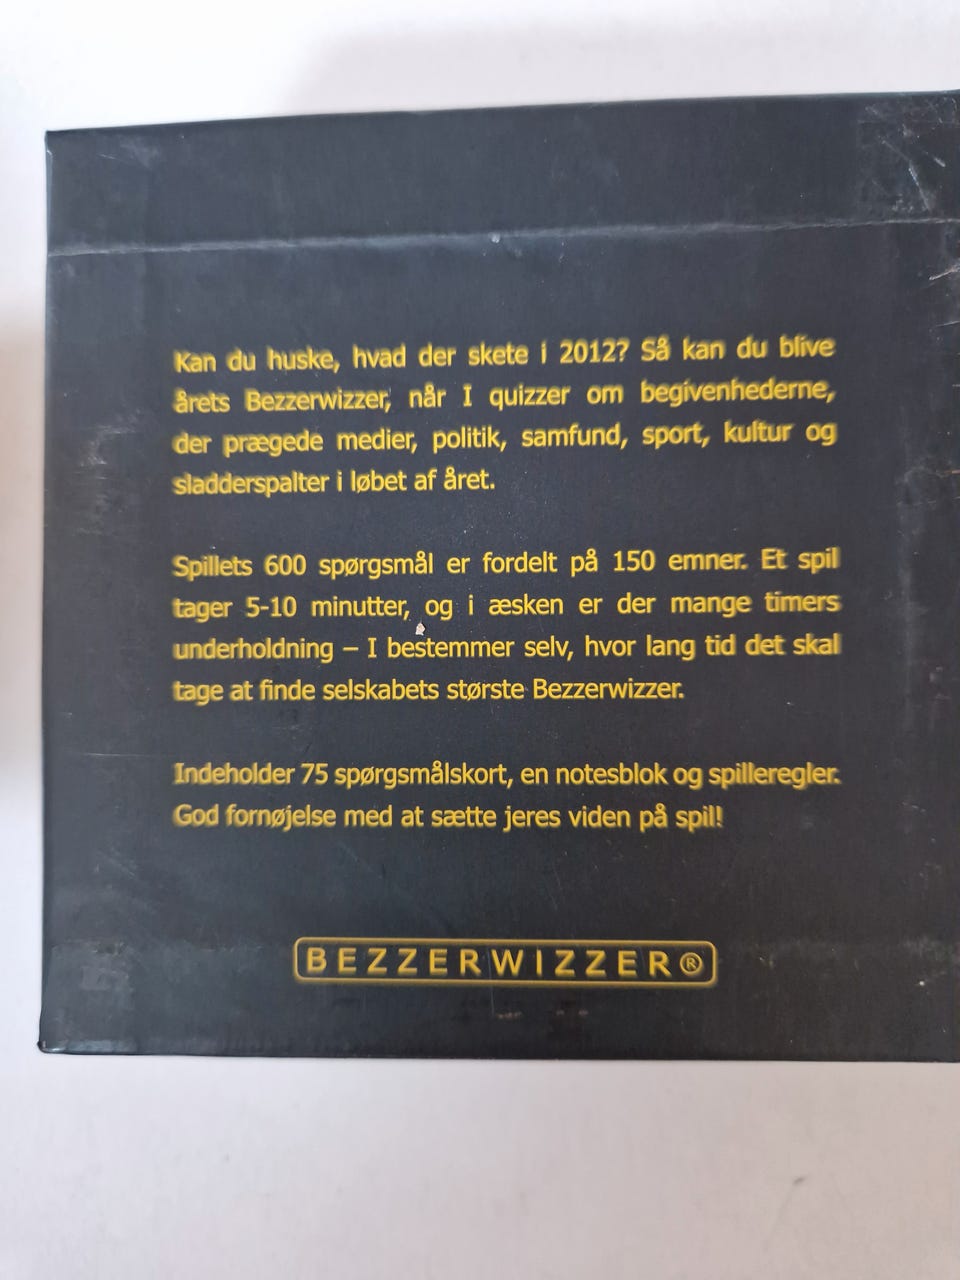 Kan du huske, hvad der skete i 2012? Så kan du blive
årets Bezzerwizzer, når I quizzer om begivenhederne,
der prægede medier, politik, samfund, sport, kultur og
sladderspalter i løbet af året.
Spillets 600 spørgsmål er fordelt på 150 emner. Et spil
tager 5-10 minutter, og i æsken er der mange timers
underholdning – I bestemmer selv, hvor lang tid det skal
tage at finde selskabets største Bezzerwizzer.
Indeholder 75 spørgsmålskort, en notesblok og spilleregler.
God fornøjelse med at sætte jeres viden på spil!
BEZZERWIZZER®